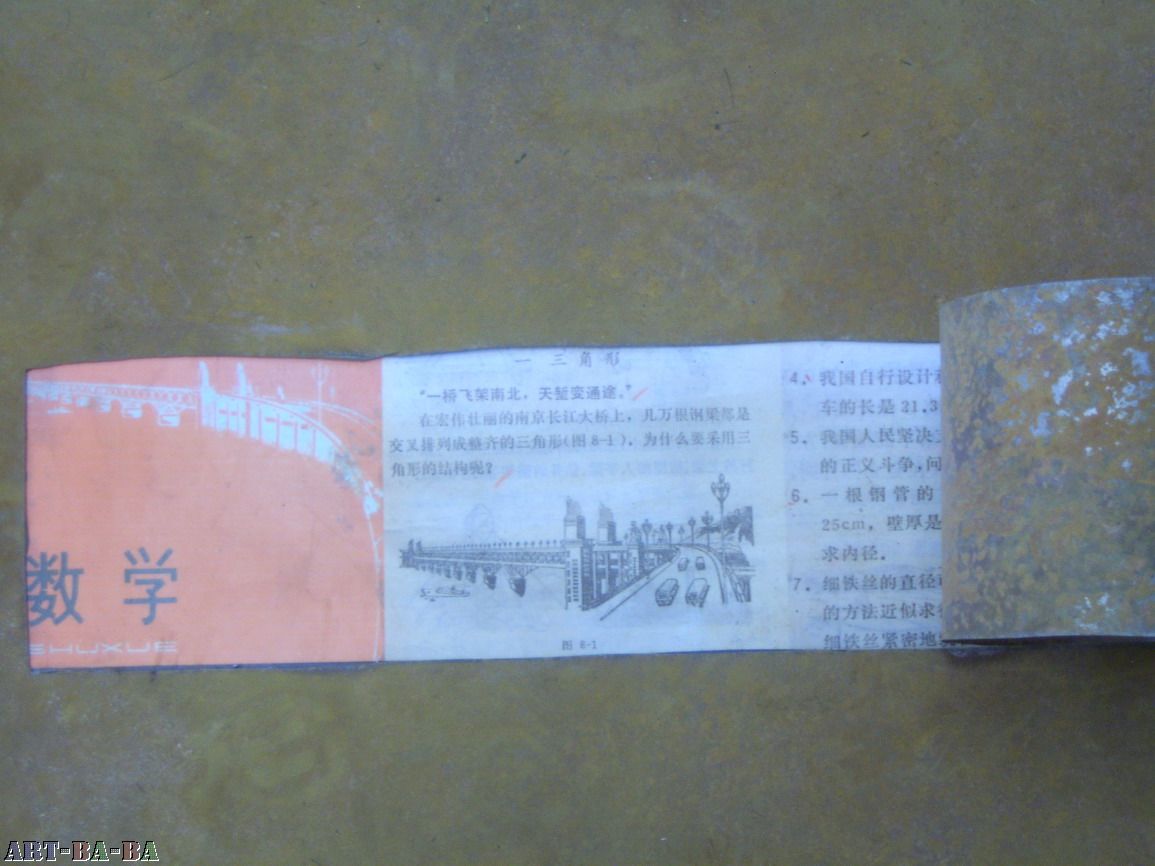 数 学
SHUXUE
一 三 角 形
“一桥飞架南北，天堑变通途。”
在宏伟壮丽的南京长江大桥上，几万根钢梁都是
交叉排列成整齐的三角形(图 8-1)，为什么要采用三
角形的结构呢？
图 8-1
4. 我国自行设计
车的长是 21.3
5. 我国人民坚决
的正义斗争，问
6. 一根钢管的
25cm，壁厚是
求内径．
7. 细铁丝的直径
的方法近似求
细铁丝紧密地
ART-BA-BA